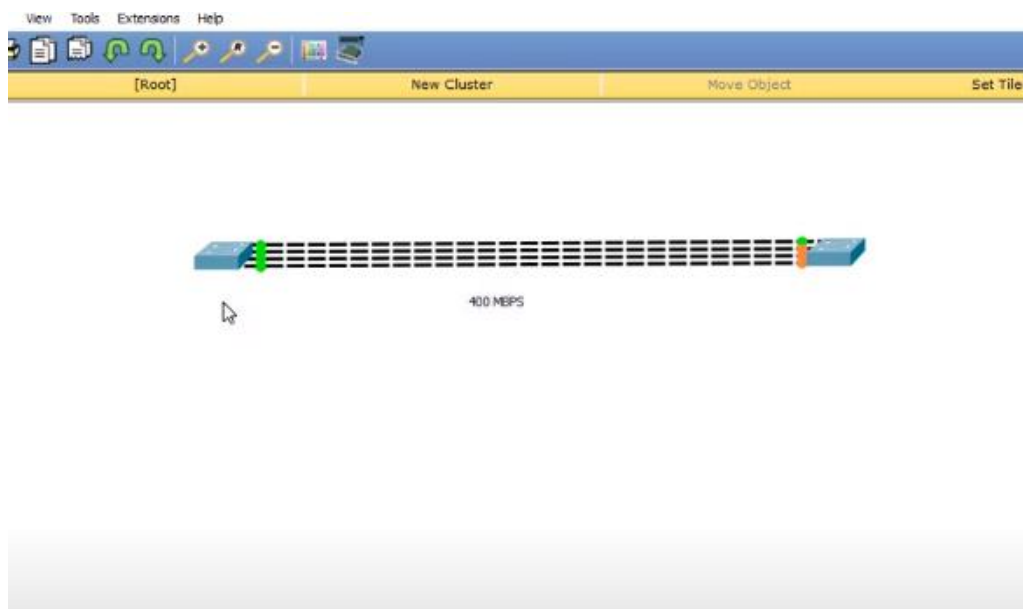 View Tools Extensions Help
[Root] New Cluster Move Object Set Tile
400 MBPS